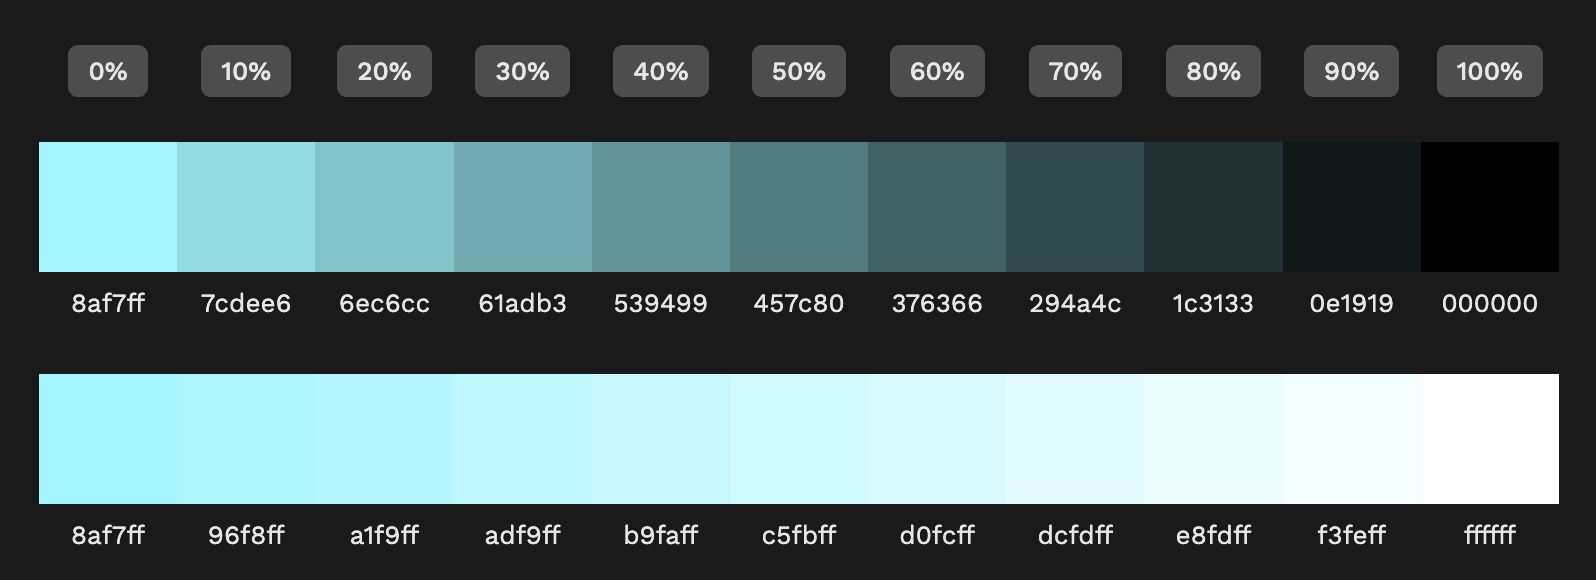 0% 10% 20% 30% 40% 50% 60% 70% 80% 90% 100%
8af7ff 7cdee6 6ec6cc 61adb3 539499 457c80 376366 294a4c 1c3133 0e1919 000000
8af7ff 96f8ff a1f9ff adf9ff b9faff c5fbff d0fcff dcfdff e8fdff f3feff ffffff